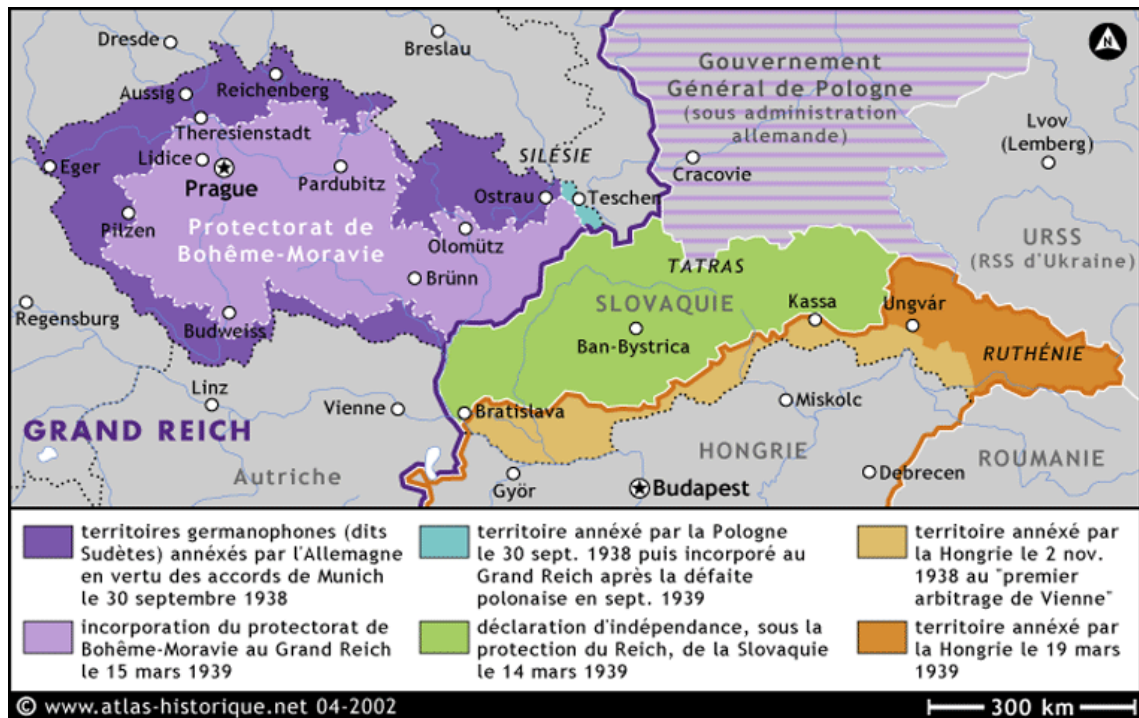 Dresde
Breslau
N
Gouvernement
Général de Pologne
(sous administration
allemande)
Reichenberg
Aussig
Theresienstadt
Lvov
(Lemberg)
Lidice
SILÉSIE
Eger
Prague
Pardubitz
Cracovie
Ostrau
Teschen
Pilzen
Protectorat de
Bohême-Moravie
Olomütz
URSS
(RSS d'Ukraine)
TATRAS
Brünn
SLOVAQUIE
Kassa
Ungvár
Regensburg
Budweiss
Ban-Bystrica
RUTHÉNIE
Linz
Vienne
Bratislava
Miskolc
GRAND REICH
HONGRIE
ROUMANIE
Autriche
Györ
Budapest
Debrecen
territoires germanophones (dits
Sudètes) annéxés par l'Allemagne
en vertu des accords de Munich
le 30 septembre 1938
territoire annéxé par la Pologne
le 30 sept. 1938 puis incorporé au
Grand Reich après la défaite
polonaise en sept. 1939
territoire annéxé par
la Hongrie le 2 nov.
1938 au "premier
arbitrage de Vienne"
incorporation du protectorat de
Bohême-Moravie au Grand Reich
le 15 mars 1939
déclaration d'indépendance, sous la
protection du Reich, de la Slovaquie
le 14 mars 1939
territoire annéxé par
la Hongrie le 19 mars
1939
© www.atlas-historique.net 04-2002
300 km